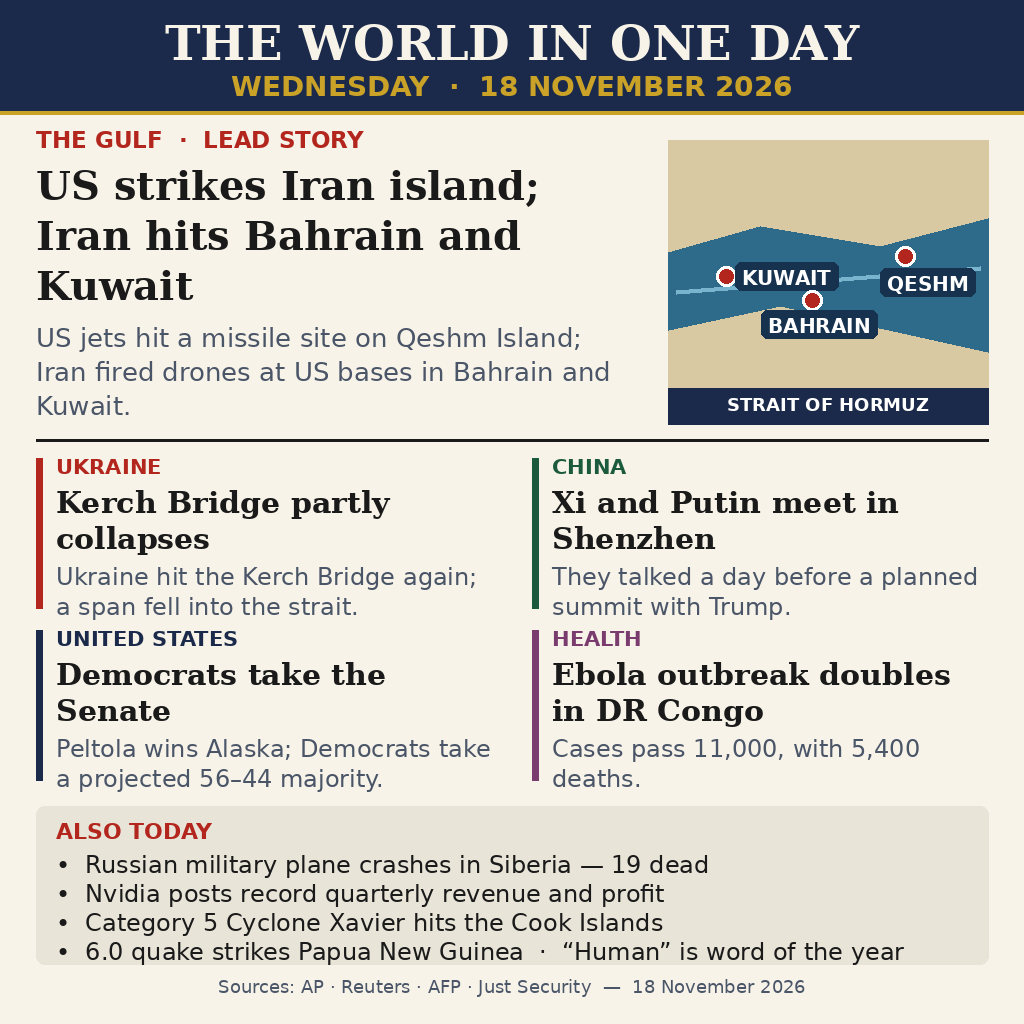 THE WORLD IN ONE DAY
WEDNESDAY · 18 NOVEMBER 2026
THE GULF · LEAD STORY
US strikes Iran island;
Iran hits Bahrain and
Kuwait
US jets hit a missile site on Qeshm Island;
Iran fired drones at US bases in Bahrain and
Kuwait.
KUWAIT
QESHM
BAHRAIN
STRAIT OF HORMUZ
UKRAINE
Kerch Bridge partly
collapses
Ukraine hit the Kerch Bridge again;
a span fell into the strait.
CHINA
Xi and Putin meet in
Shenzhen
They talked a day before a planned
summit with Trump.
UNITED STATES
Democrats take the
Senate
Peltola wins Alaska; Democrats take
a projected 56–44 majority.
HEALTH
Ebola outbreak doubles
in DR Congo
Cases pass 11,000, with 5,400
deaths.
ALSO TODAY
• Russian military plane crashes in Siberia — 19 dead
• Nvidia posts record quarterly revenue and profit
• Category 5 Cyclone Xavier hits the Cook Islands
• 6.0 quake strikes Papua New Guinea · “Human” is word of the year
Sources: AP · Reuters · AFP · Just Security — 18 November 2026